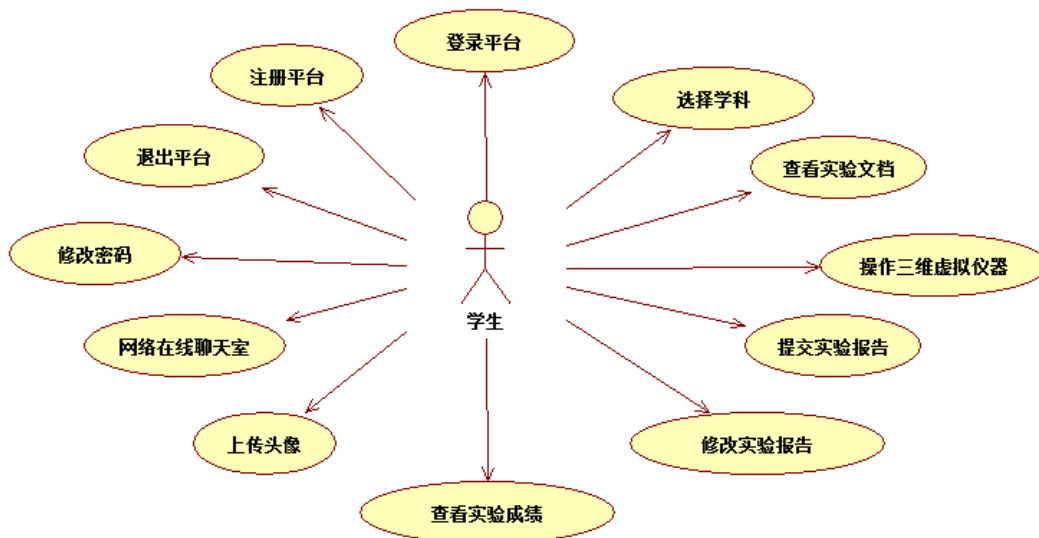 登录平台
注册平台
选择学科
退出平台
查看实验文档
修改密码
操作三维虚拟仪器
学生
网络在线聊天室
提交实验报告
上传头像
修改实验报告
查看实验成绩